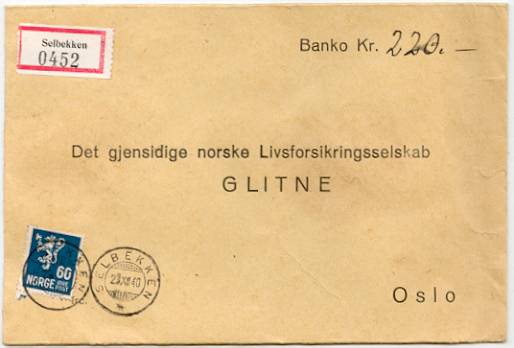 Selbekken
0452
Banko Kr. 220.—
Det gjensidige norske Livsforsikringsselskab
GLITNE
60
NORGE
SELBEKKEN
Oslo